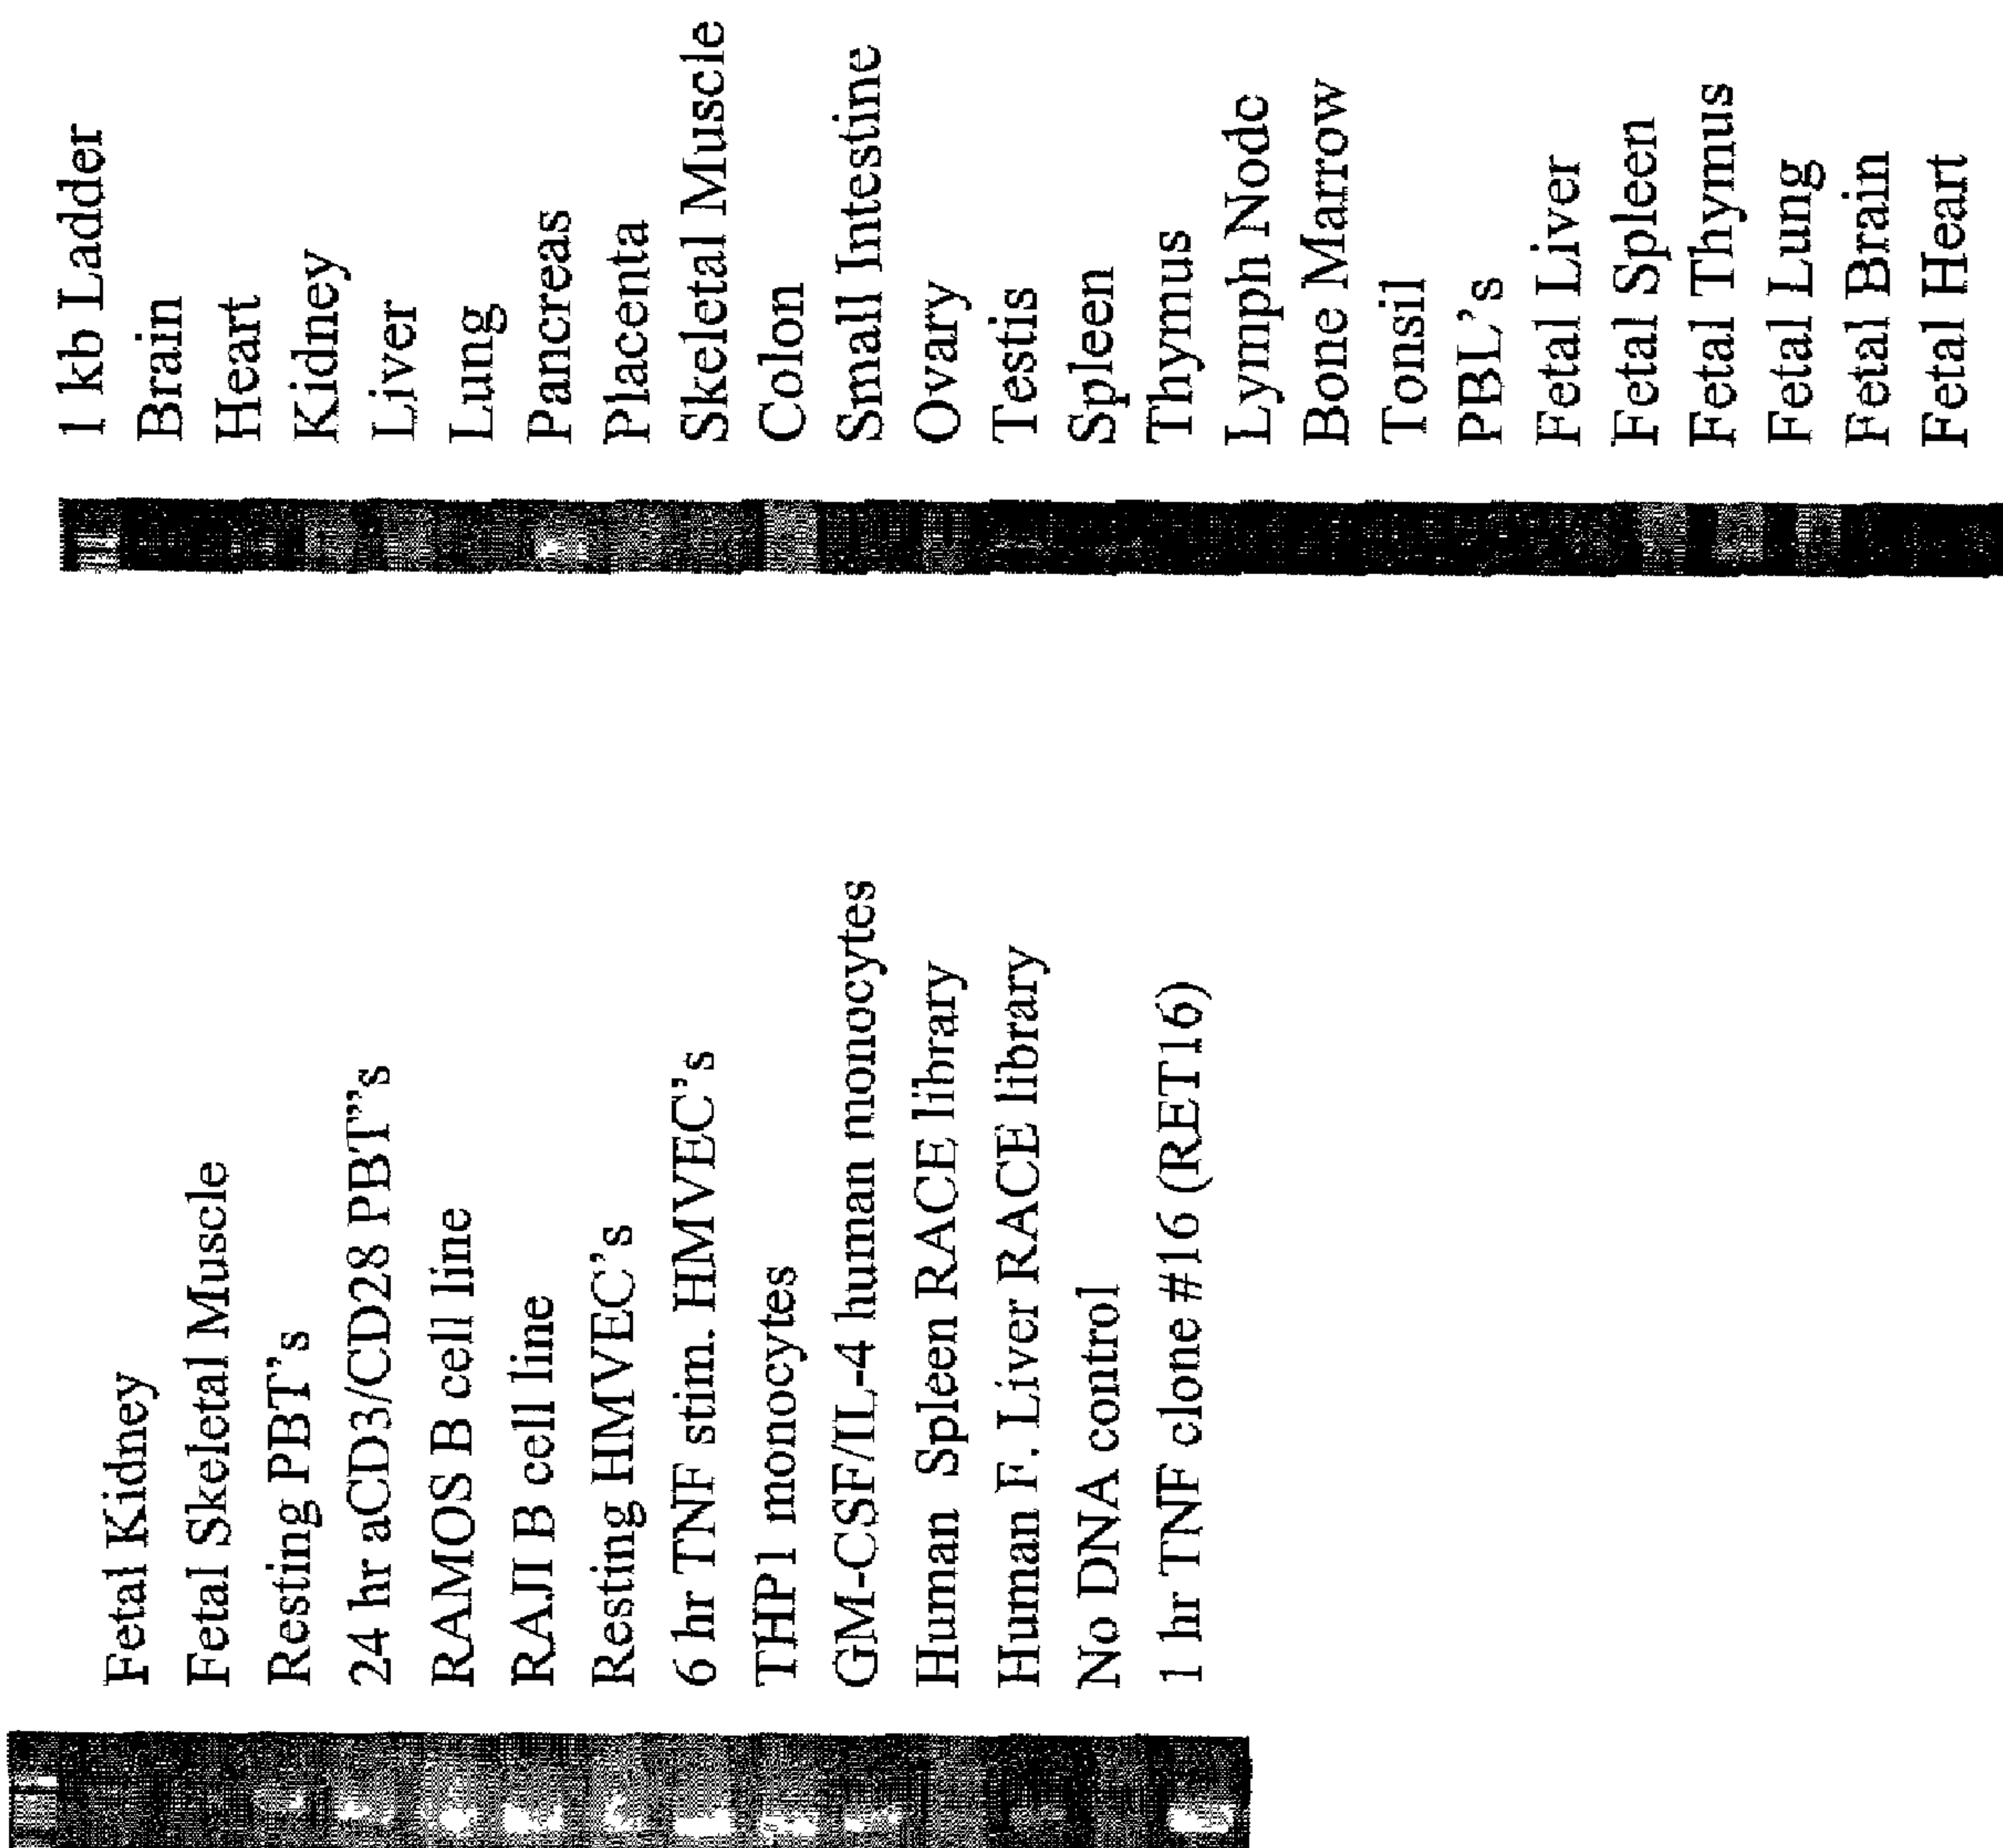 1 kb Ladder
Brain
Heart
Kidney
Liver
Lung
Pancreas
Placenta
Skeletal Muscle
Colon
Small Intestine
Ovary
Testis
Spleen
Thymus
Lymph Node
Bone Marrow
Tonsil
PBL's
Fetal Liver
Fetal Spleen
Fetal Thymus
Fetal Lung
Fetal Brain
Fetal Heart
Fetal Kidney
Fetal Skeletal Muscle
Resting PBT's
24 hr aCD3/CD28 PBT"s
RAMOS B cell line
RAJI B cell line
Resting HMVEC's
6 hr TNF stim. HMVEC's
THP1 monocytes
GM-CSF/IL-4 human monocytes
Human Spleen RACE library
Human F. Liver RACE library
No DNA control
1 hr TNF clone #16 (RET16)